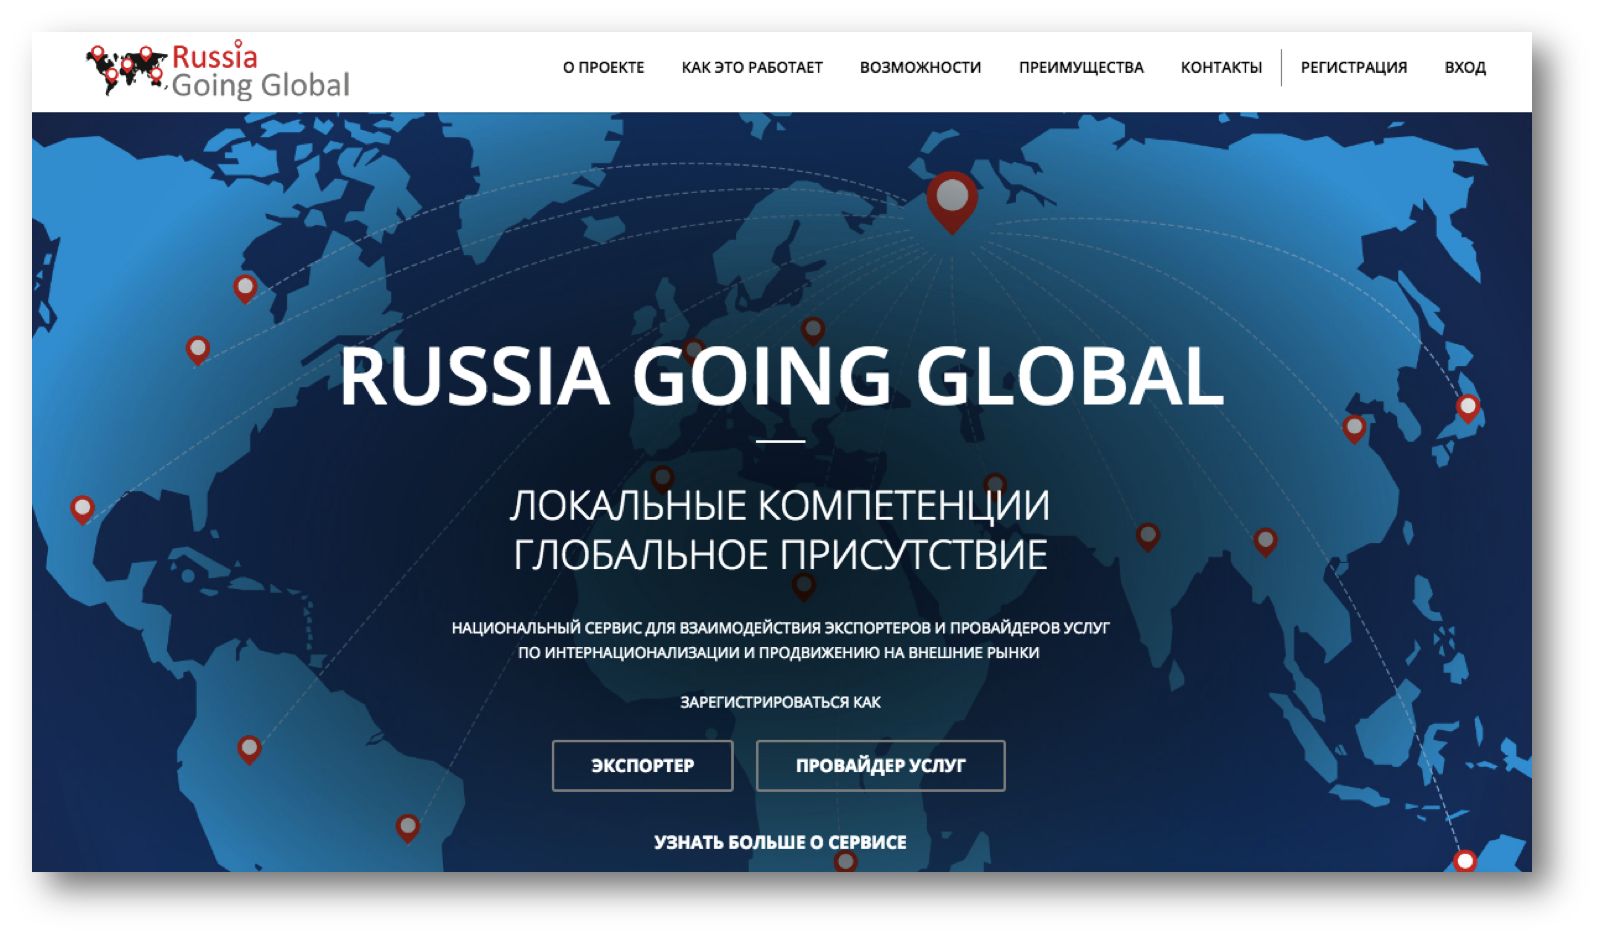 Russia
Going Global
О ПРОЕКТЕ
КАК ЭТО РАБОТАЕТ
ВОЗМОЖНОСТИ
ПРЕИМУЩЕСТВА
КОНТАКТЫ
РЕГИСТРАЦИЯ
ВХОД
RUSSIA GOING GLOBAL
ЛОКАЛЬНЫЕ КОМПЕТЕНЦИИ
ГЛОБАЛЬНОЕ ПРИСУТСТВИЕ
НАЦИОНАЛЬНЫЙ СЕРВИС ДЛЯ ВЗАИМОДЕЙСТВИЯ ЭКСПОРТЕРОВ И ПРОВАЙДЕРОВ УСЛУГ
ПО ИНТЕРНАЦИОНАЛИЗАЦИИ И ПРОДВИЖЕНИЮ НА ВНЕШНИЕ РЫНКИ
ЗАРЕГИСТРИРОВАТЬСЯ КАК
ЭКСПОРТЕР
ПРОВАЙДЕР УСЛУГ
УЗНАТЬ БОЛЬШЕ О СЕРВИСЕ